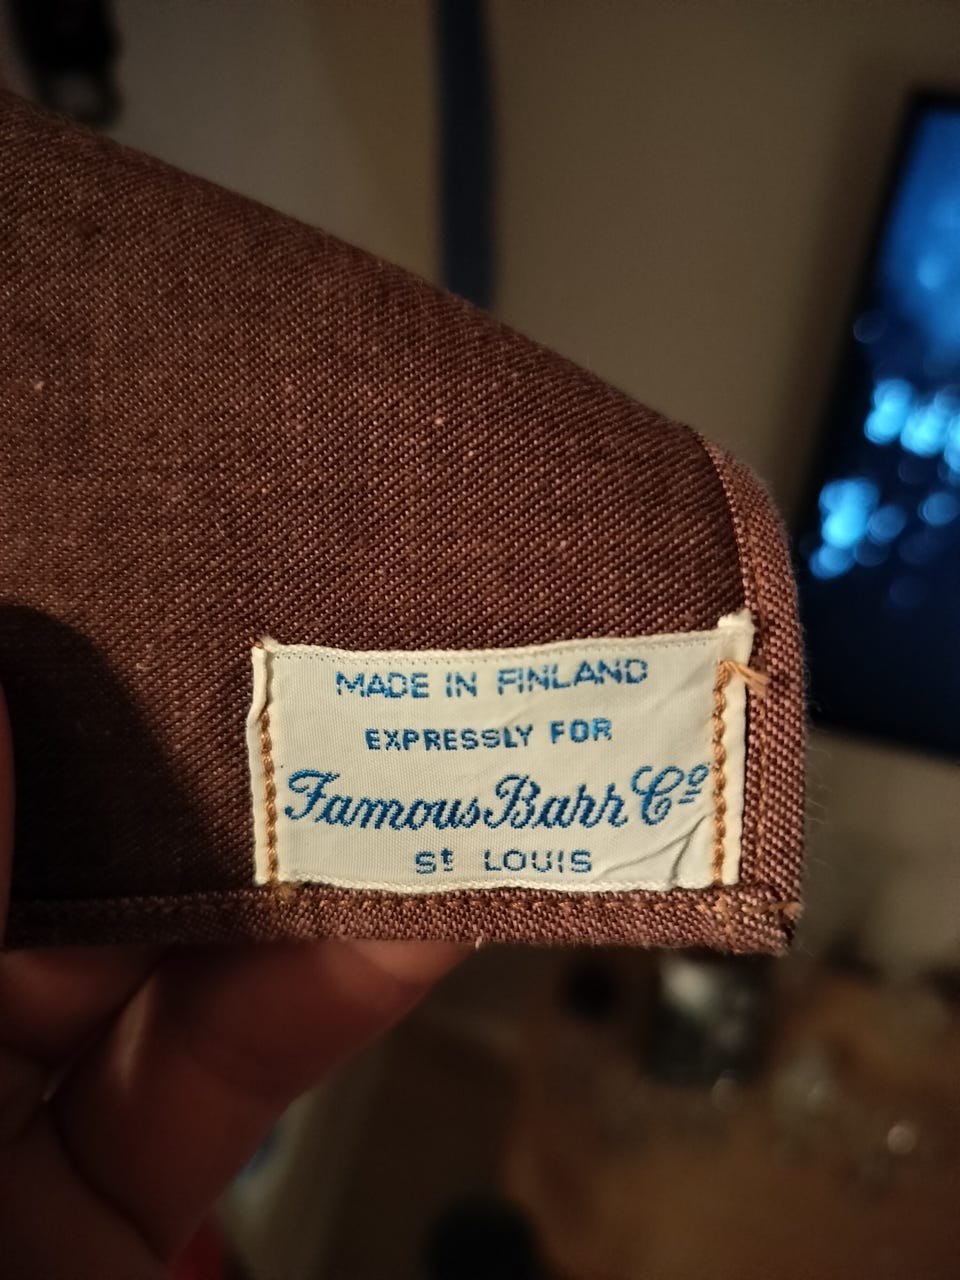 MADE IN FINLAND
EXPRESSLY FOR
Famous Barr Co
St LOUIS